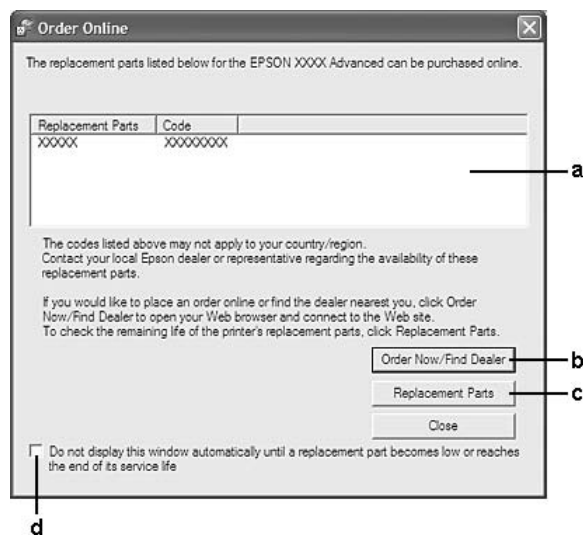 Order Online
The replacement parts listed below for the EPSON XXXX Advanced can be purchased online.
Replacement Parts Code
XXXXX XXXXXXXX
a
The codes listed above may not apply to your country/region.
Contact your local Epson dealer or representative regarding the availability of these
replacement parts.
If you would like to place an order online or find the dealer nearest you, click Order
Now/Find Dealer to open your Web browser and connect to the Web site.
To check the remaining life of the printer's replacement parts, click Replacement Parts.
Order Now/Find Dealer b
Replacement Parts c
Close
Do not display this window automatically until a replacement part becomes low or reaches
the end of its service life
d